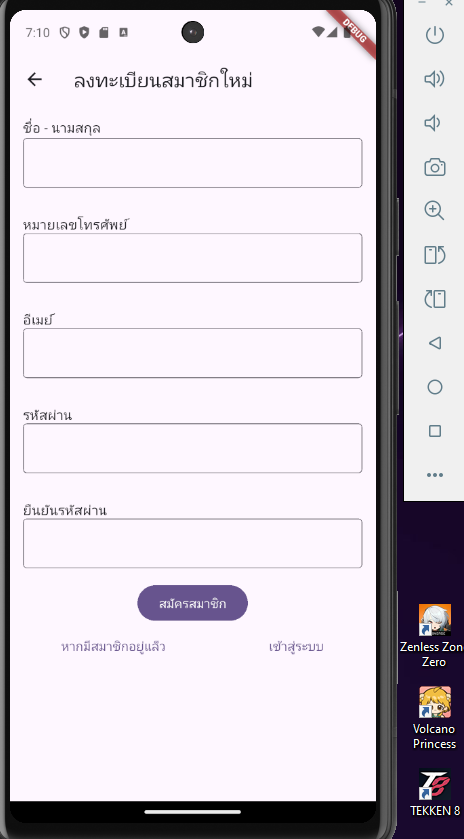 7:10
DEBUG
ลงทะเบียนสมาชิกใหม่
ชื่อ - นามสกุล
หมายเลขโทรศัพย์
อีเมย์
รหัสผ่าน
ยืนยันรหัสผ่าน
สมัครสมาชิก
หากมีสมาชิกอยู่แล้ว
เข้าสู่ระบบ
Zenless Zon
Zero
Volcano
Princess
TEKKEN 8